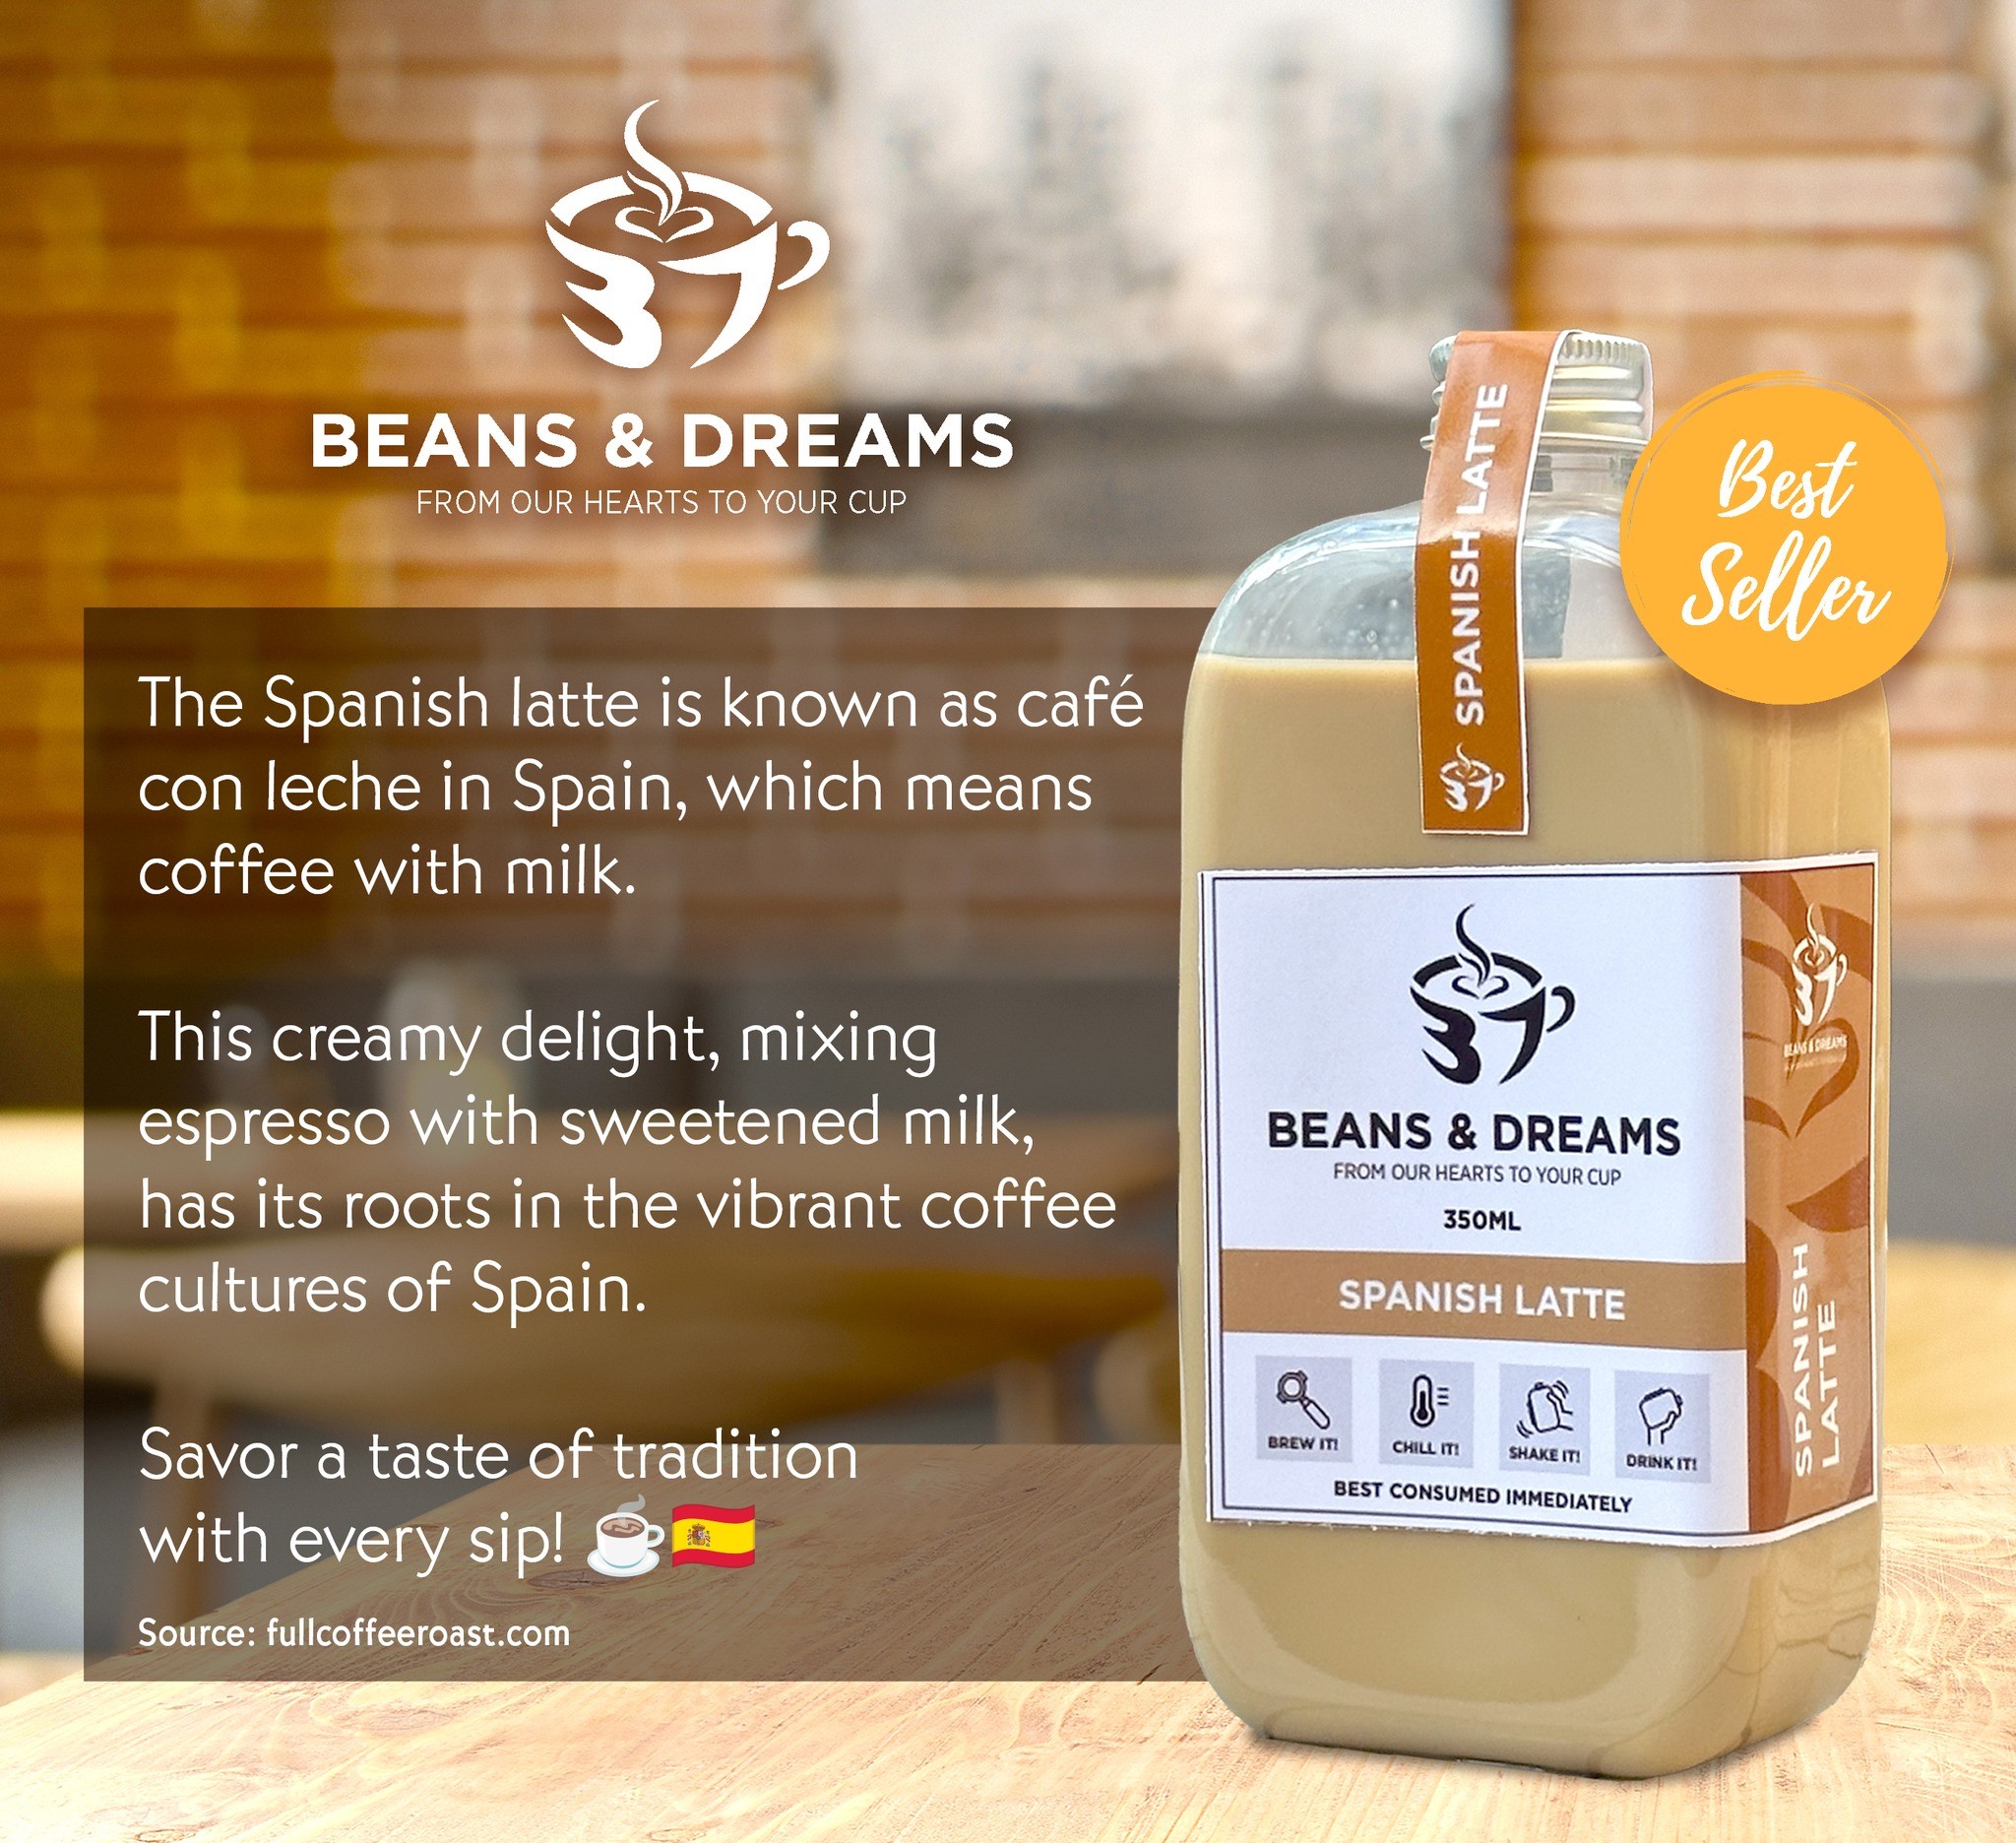 BEANS & DREAMS
FROM OUR HEARTS TO YOUR CUP
The Spanish latte is known as café
con leche in Spain, which means
coffee with milk.
This creamy delight, mixing
espresso with sweetened milk,
has its roots in the vibrant coffee
cultures of Spain.
Savor a taste of tradition
with every sip!
Source: fullcoffeeroast.com
Best
Seller
SPANISH LATTE
BEANS & DREAMS
FROM OUR HEARTS TO YOUR CUP
350ML
SPANISH LATTE
BREW IT!
CHILL IT!
SHAKE IT!
DRINK IT!
BEST CONSUMED IMMEDIATELY
BEANS & DREAMS
SPANISH
LATTE